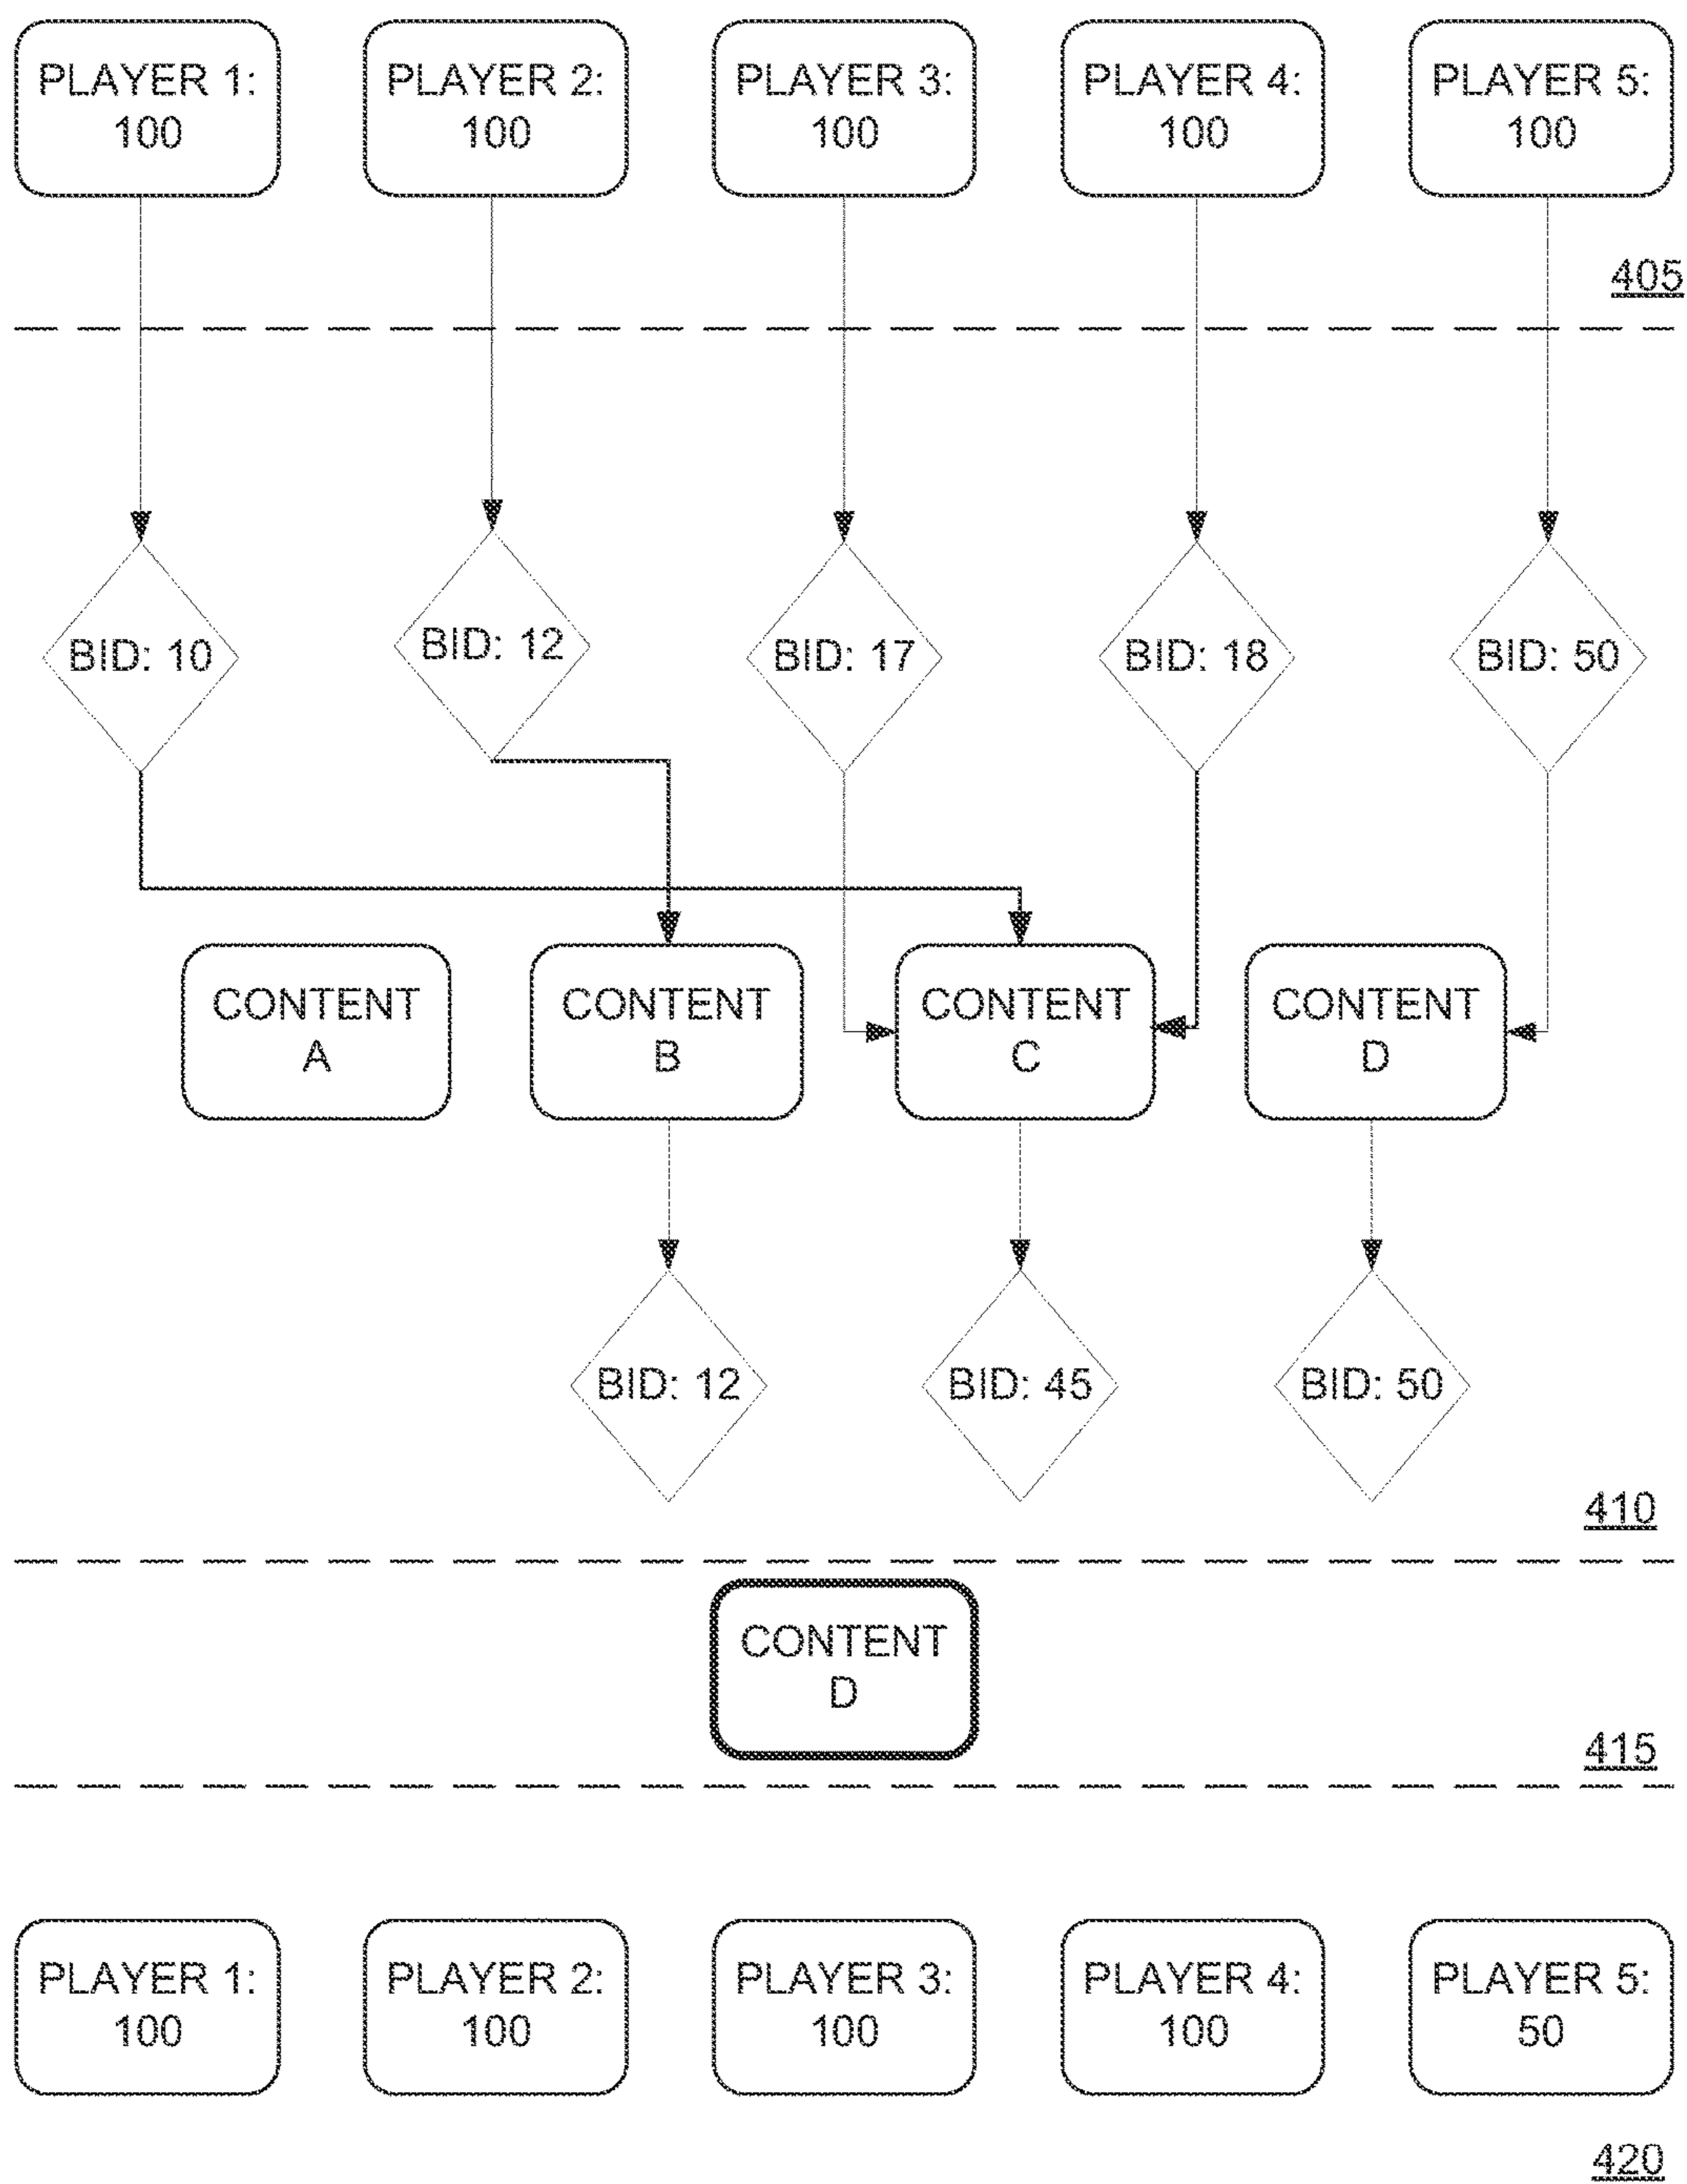 PLAYER 1:
100
PLAYER 2:
100
PLAYER 3:
100
PLAYER 4:
100
PLAYER 5:
100
405
BID: 10
BID: 12
BID: 17
BID: 18
BID: 50
CONTENT
A
CONTENT
B
CONTENT
C
CONTENT
D
BID: 12
BID: 45
BID: 50
410
CONTENT
D
415
PLAYER 1:
100
PLAYER 2:
100
PLAYER 3:
100
PLAYER 4:
100
PLAYER 5:
50
420